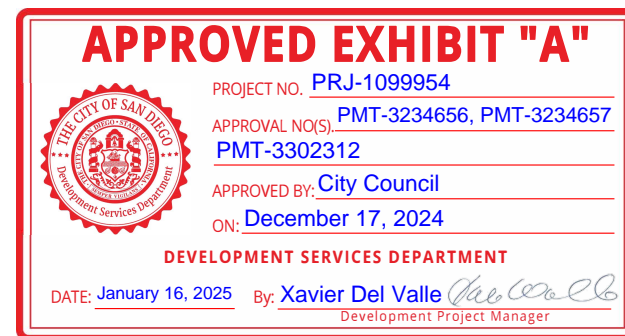 APPROVED EXHIBIT "A"
PROJECT NO. PRJ-1099954
APPROVAL NO(S). PMT-3234656, PMT-3234657
PMT-3302312
APPROVED BY: City Council
ON: December 17, 2024
THE CITY OF SAN DIEGO
Development Services Department
DEVELOPMENT SERVICES DEPARTMENT
DATE: January 16, 2025 By: Xavier Del Valle
Development Project Manager